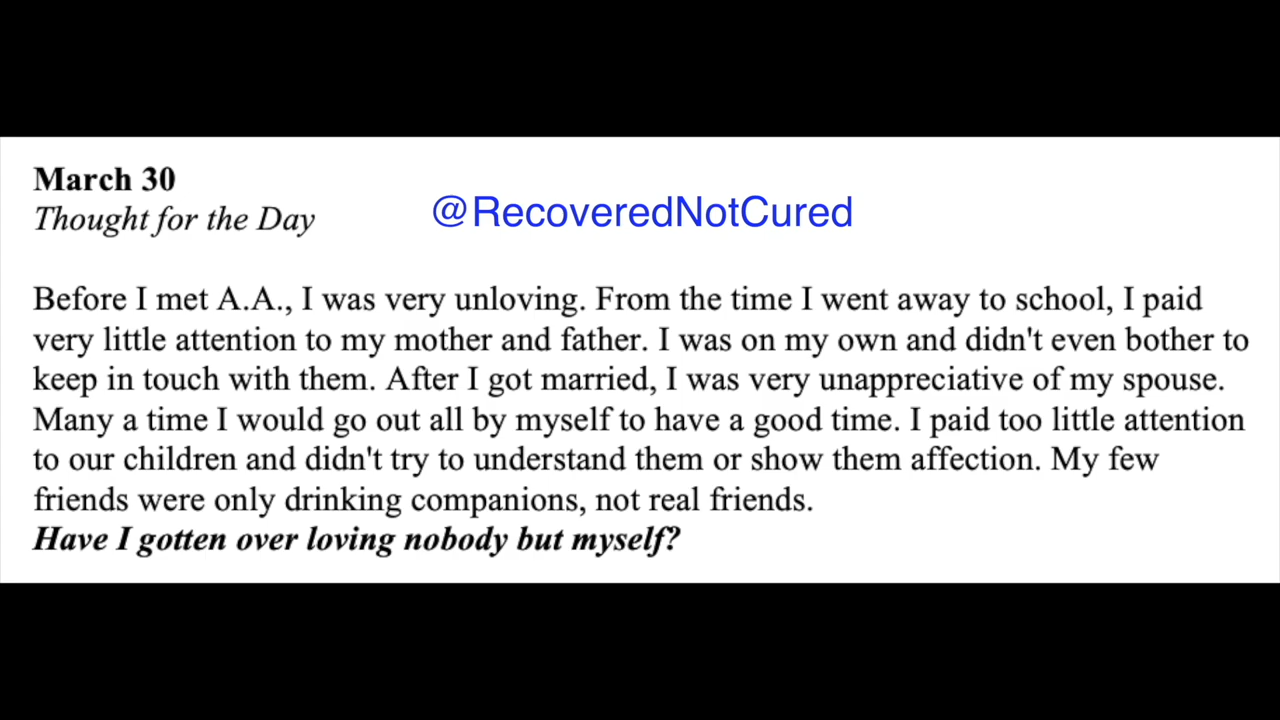 March 30
Thought for the Day
@RecoveredNotCured
Before I met A.A., I was very unloving. From the time I went away to school, I paid
very little attention to my mother and father. I was on my own and didn't even bother to
keep in touch with them. After I got married, I was very unappreciative of my spouse.
Many a time I would go out all by myself to have a good time. I paid too little attention
to our children and didn't try to understand them or show them affection. My few
friends were only drinking companions, not real friends.
Have I gotten over loving nobody but myself?